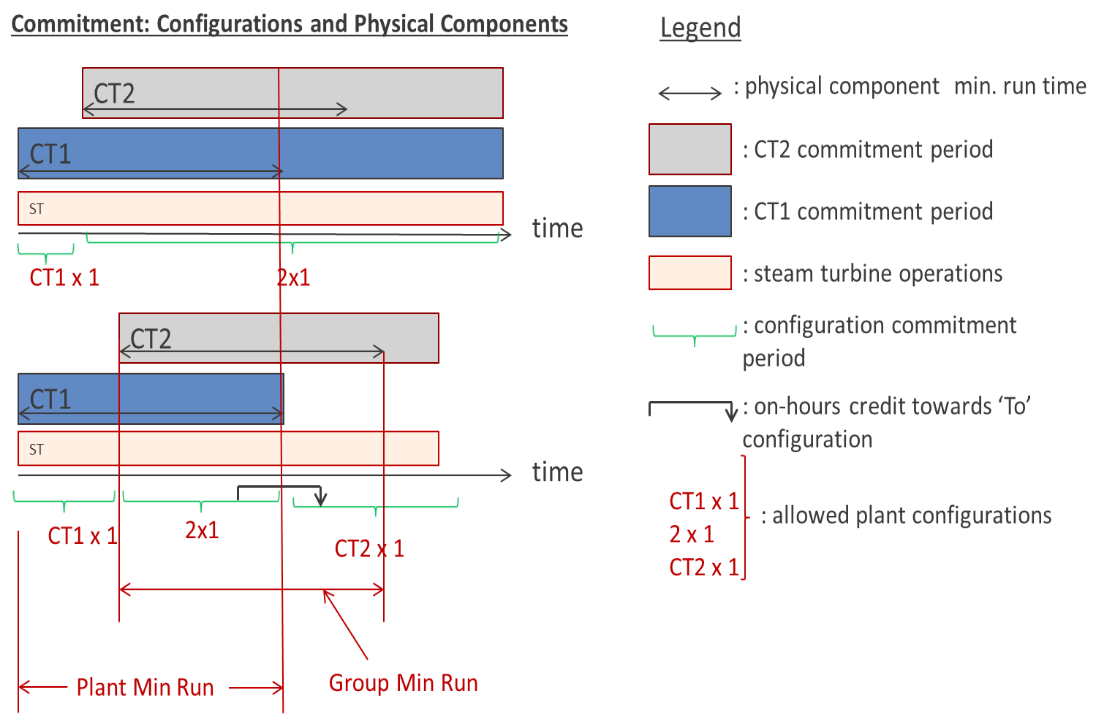 Commitment: Configurations and Physical Components
CT2
CT1
ST
time
CT1 x 1
2x1
CT2
CT1
ST
time
CT1 x 1
2x1
CT2 x 1
Plant Min Run
Group Min Run
Legend
: physical component min. run time
: CT2 commitment period
: CT1 commitment period
: steam turbine operations
: configuration commitment
period
: on-hours credit towards ‘To’
configuration
CT1 x 1
2 x 1
CT2 x 1
: allowed plant configurations